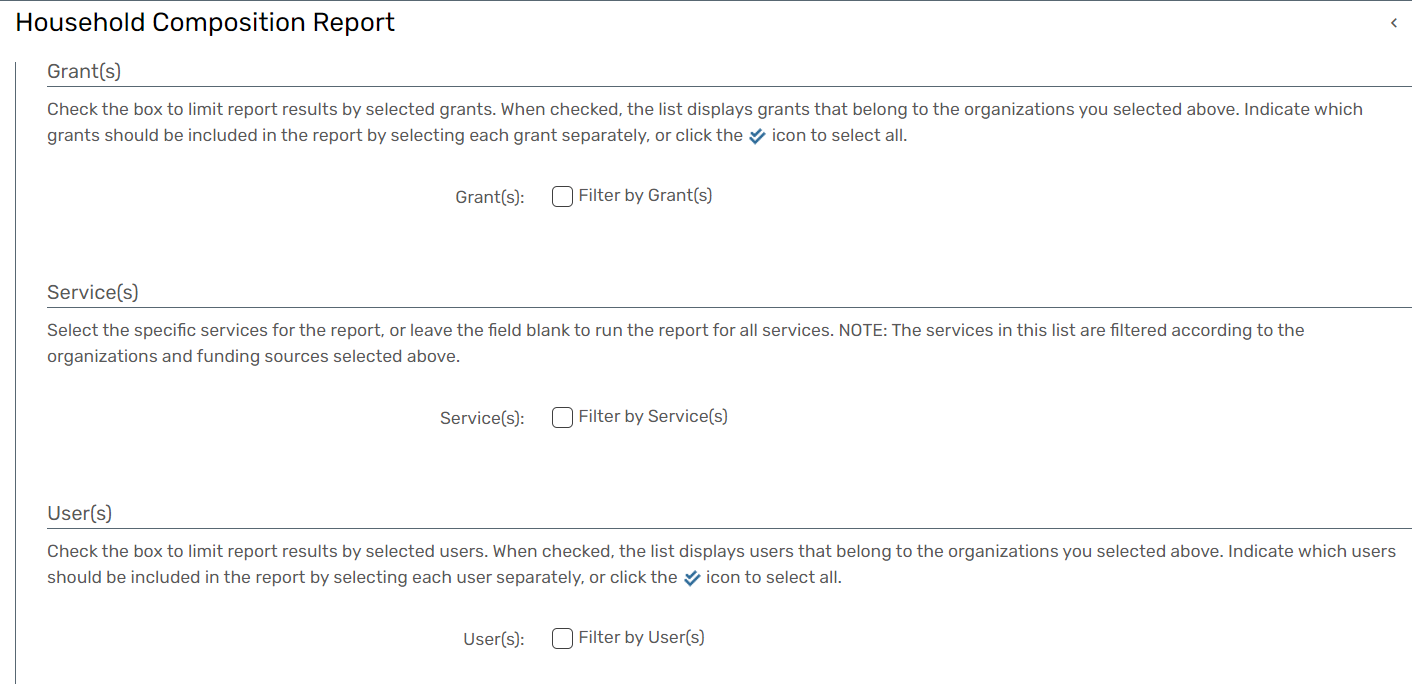 Household Composition Report
Grant(s)
Check the box to limit report results by selected grants. When checked, the list displays grants that belong to the organizations you selected above. Indicate which
grants should be included in the report by selecting each grant separately, or click the icon to select all.
Grant(s): Filter by Grant(s)
Service(s)
Select the specific services for the report, or leave the field blank to run the report for all services. NOTE: The services in this list are filtered according to the
organizations and funding sources selected above.
Service(s): Filter by Service(s)
User(s)
Check the box to limit report results by selected users. When checked, the list displays users that belong to the organizations you selected above. Indicate which users
should be included in the report by selecting each user separately, or click the icon to select all.
User(s): Filter by User(s)